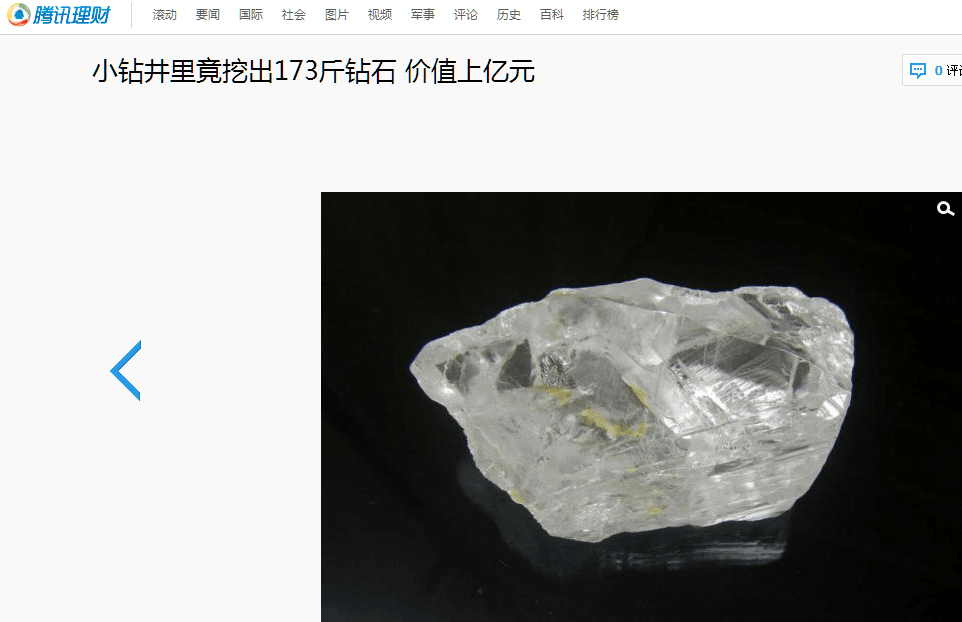 腾讯理财 滚动 要闻 国际 社会 图片 视频 军事 评论 历史 百科 排行榜
小钻井里竟挖出173斤钻石 价值上亿元
0 评